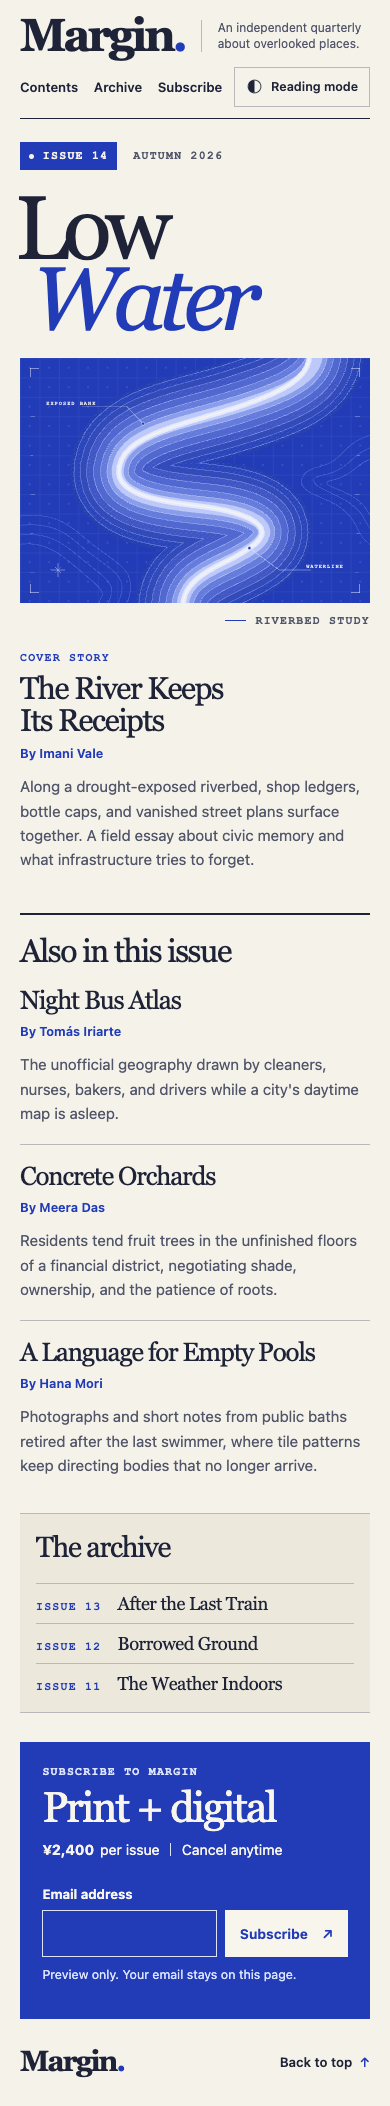 Margin.
An independent quarterly
about overlooked places.
Contents Archive Subscribe Reading mode
ISSUE 14 AUTUMN 2026
Low
Water
EXPOSED BANK
WATERLINE
RIVERBED STUDY
COVER STORY
The River Keeps
Its Receipts
By Imani Vale
Along a drought-exposed riverbed, shop ledgers,
bottle caps, and vanished street plans surface
together. A field essay about civic memory and
what infrastructure tries to forget.
Also in this issue
Night Bus Atlas
By Tomás Iriarte
The unofficial geography drawn by cleaners,
nurses, bakers, and drivers while a city's daytime
map is asleep.
Concrete Orchards
By Meera Das
Residents tend fruit trees in the unfinished floors
of a financial district, negotiating shade,
ownership, and the patience of roots.
A Language for Empty Pools
By Hana Mori
Photographs and short notes from public baths
retired after the last swimmer, where tile patterns
keep directing bodies that no longer arrive.
The archive
ISSUE 13 After the Last Train
ISSUE 12 Borrowed Ground
ISSUE 11 The Weather Indoors
SUBSCRIBE TO MARGIN
Print + digital
¥2,400 per issue | Cancel anytime
Email address
Subscribe ↗
Preview only. Your email stays on this page.
Margin.
Back to top ↑